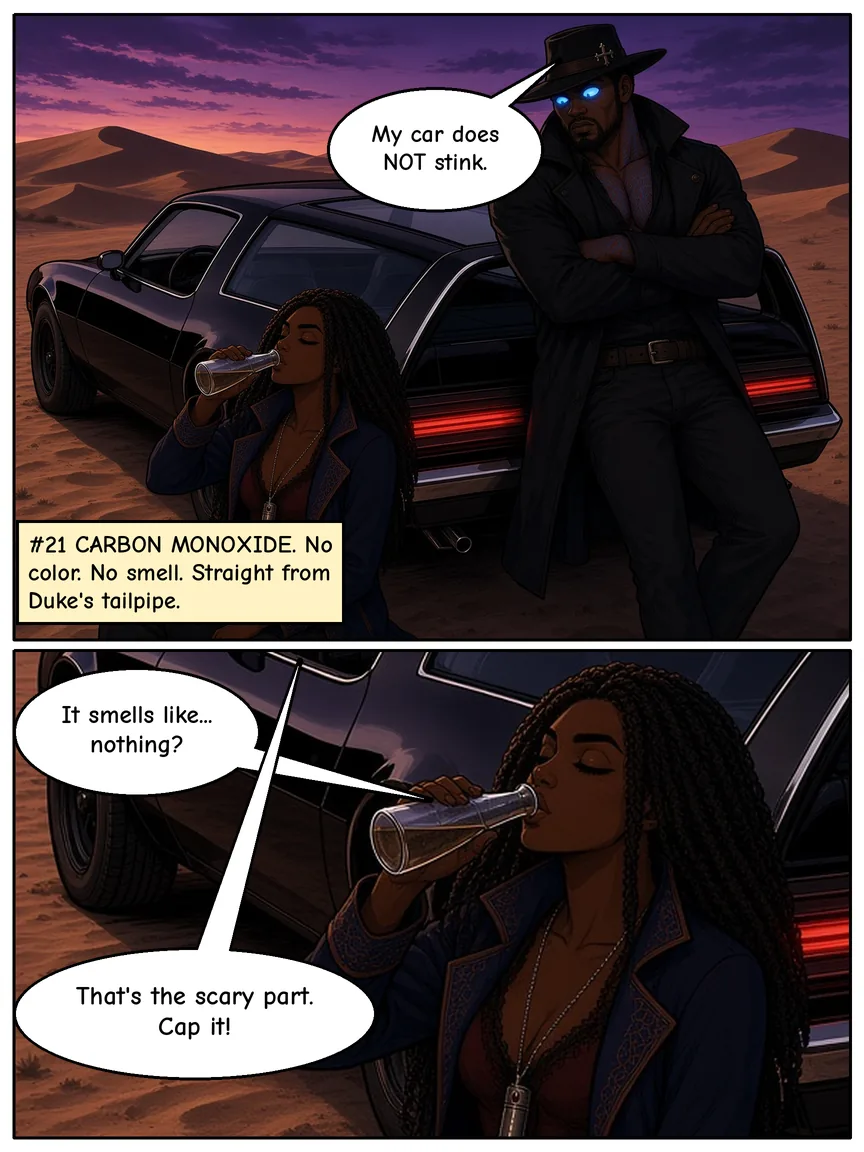 My car does
NOT stink.
#21 CARBON MONOXIDE. No
color. No smell. Straight from
Duke's tailpipe.
It smells like...
nothing?
That's the scary part.
Cap it!